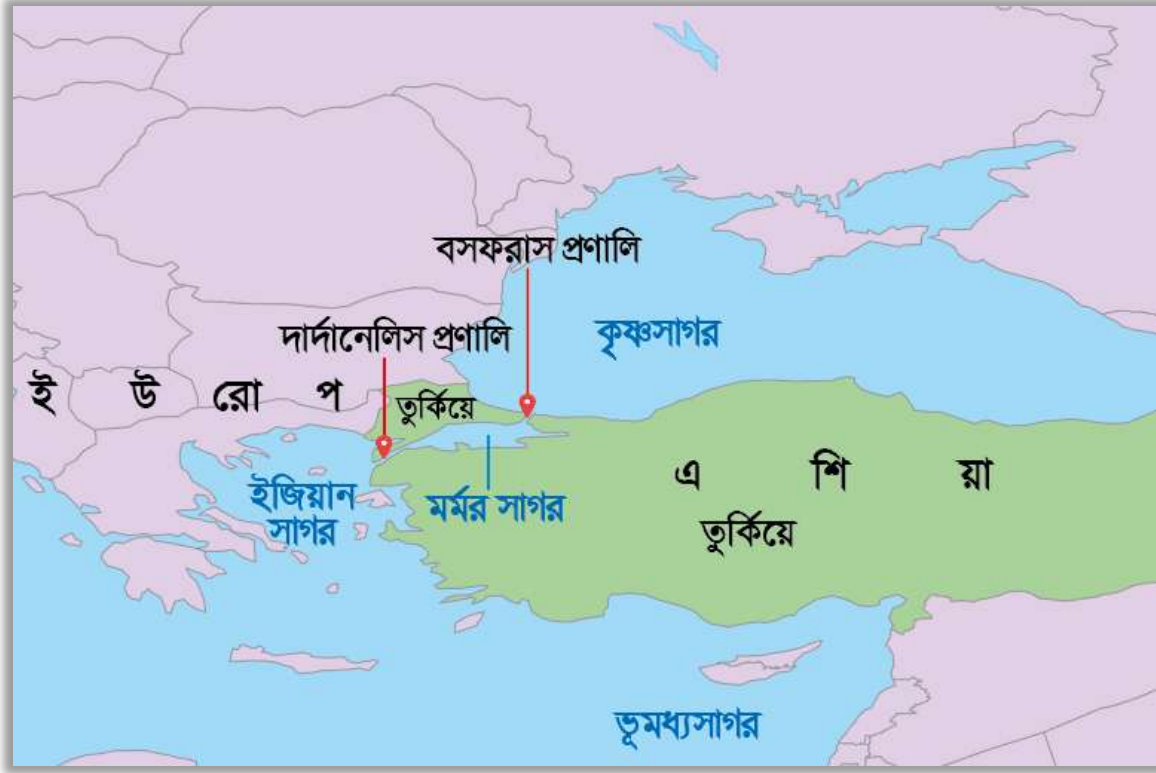 বসফরাস প্রণালি
দার্দানেলিস প্রণালি
কৃষ্ণসাগর
ই উ রো প
তুর্কিয়ে
এ শি য়া
ইজিয়ান
সাগর
মর্মর সাগর
তুর্কিয়ে
ভূমধ্যসাগর